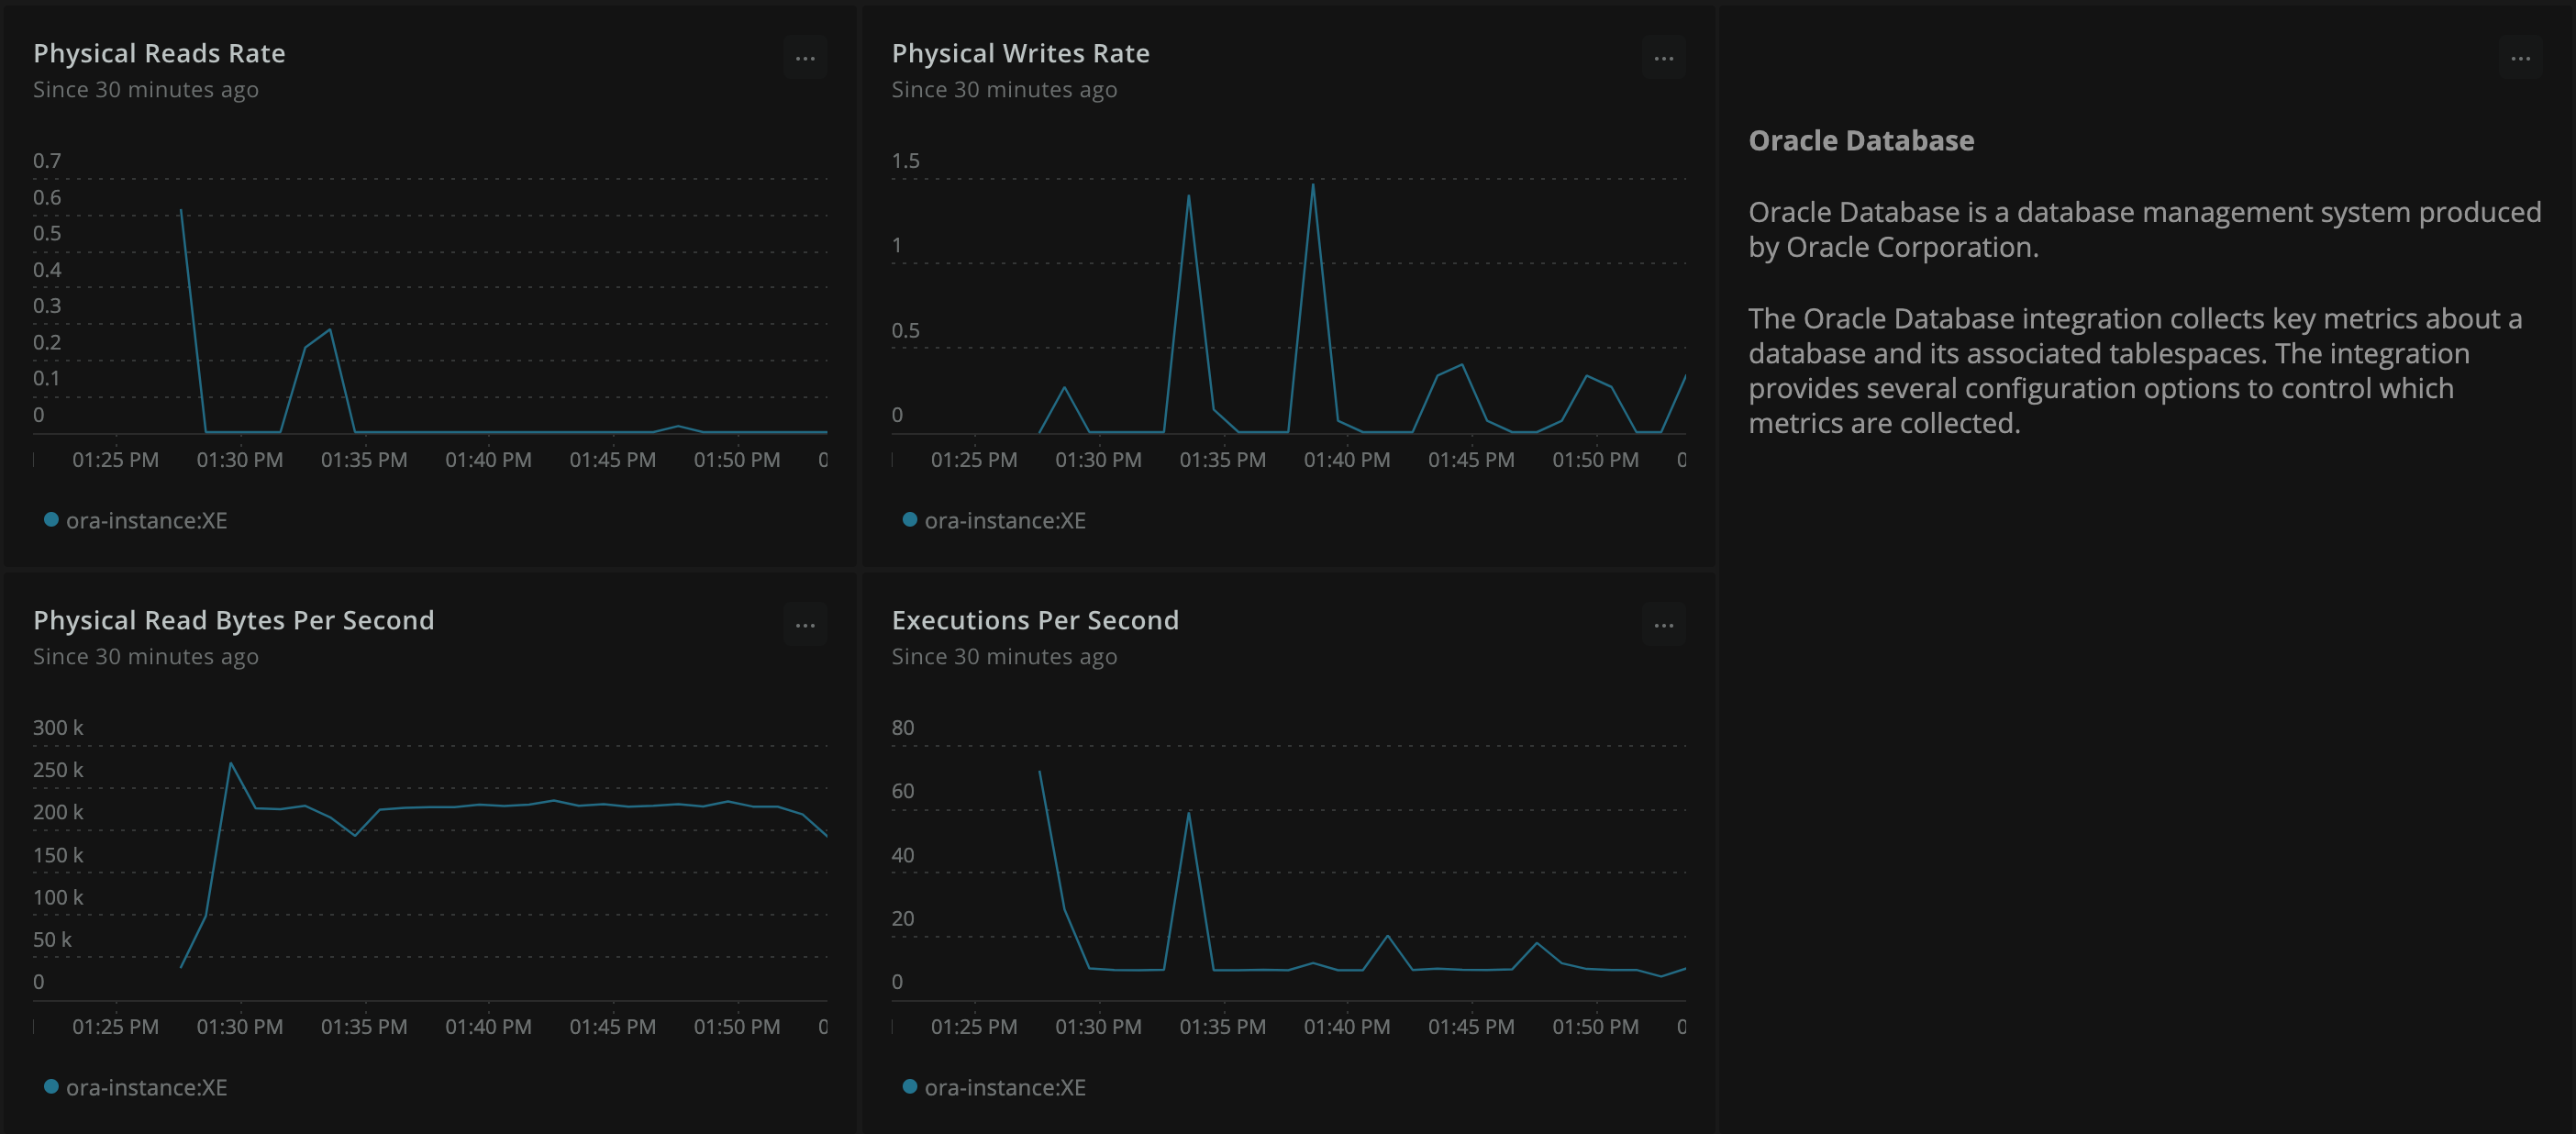 Physical Reads Rate
Since 30 minutes ago
0.7
0.6
0.5
0.4
0.3
0.2
0.1
0
01:25 PM 01:30 PM 01:35 PM 01:40 PM 01:45 PM 01:50 PM 0
ora-instance:XE
Physical Writes Rate
Since 30 minutes ago
1.5
1
0.5
0
01:25 PM 01:30 PM 01:35 PM 01:40 PM 01:45 PM 01:50 PM 0
ora-instance:XE
Oracle Database
Oracle Database is a database management system produced
by Oracle Corporation.
The Oracle Database integration collects key metrics about a
database and its associated tablespaces. The integration
provides several configuration options to control which
metrics are collected.
Physical Read Bytes Per Second
Since 30 minutes ago
300 k
250 k
200 k
150 k
100 k
50 k
0
01:25 PM 01:30 PM 01:35 PM 01:40 PM 01:45 PM 01:50 PM 0
ora-instance:XE
Executions Per Second
Since 30 minutes ago
80
60
40
20
0
01:25 PM 01:30 PM 01:35 PM 01:40 PM 01:45 PM 01:50 PM 0
ora-instance:XE